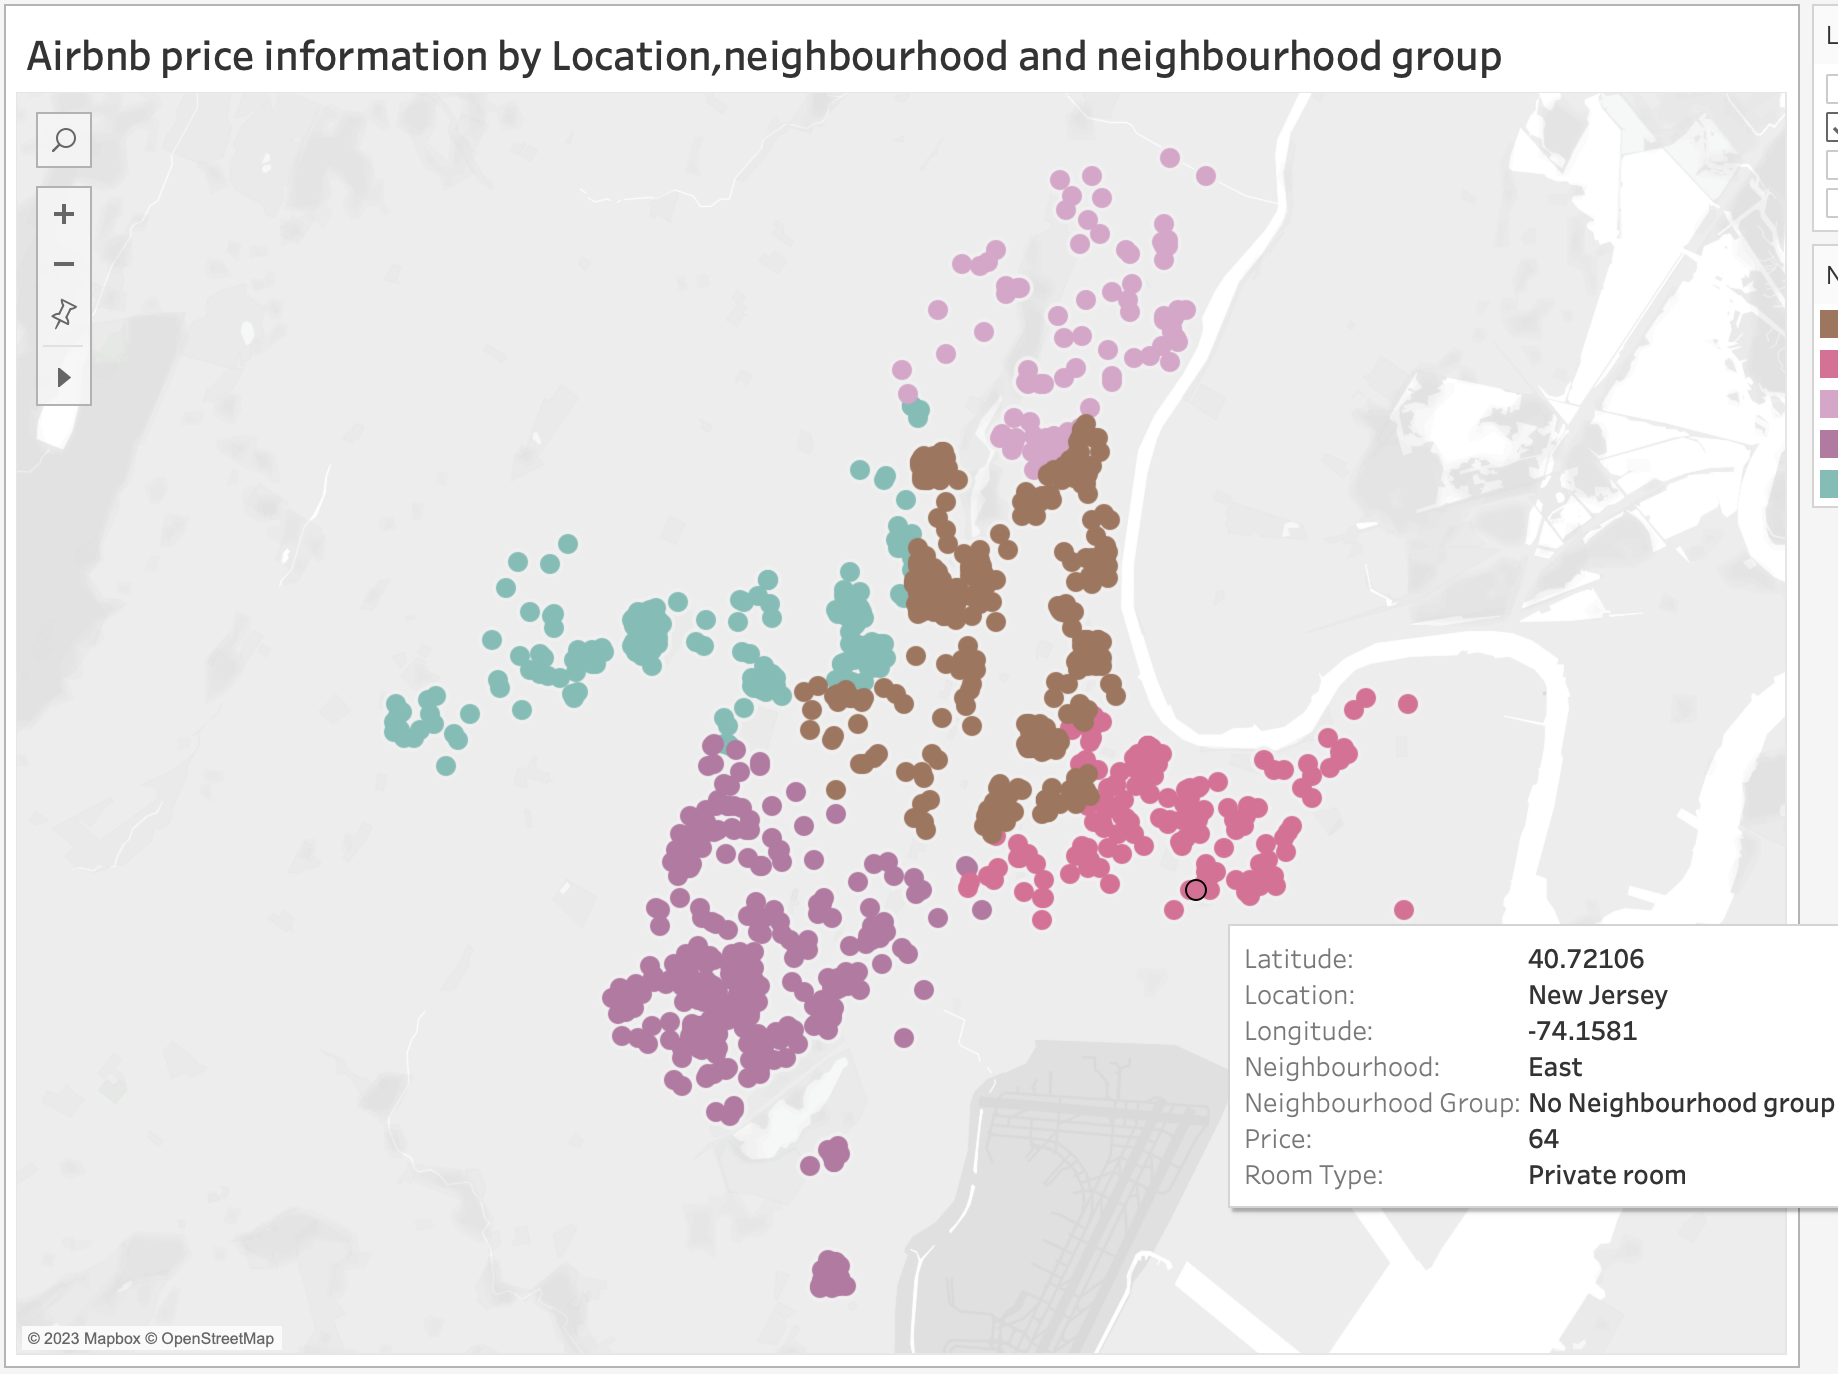 Airbnb price information by Location,neighbourhood and neighbourhood group
L
N
Latitude: 40.72106
Location: New Jersey
Longitude: -74.1581
Neighbourhood: East
Neighbourhood Group: No Neighbourhood group
Price: 64
Room Type: Private room
© 2023 Mapbox © OpenStreetMap